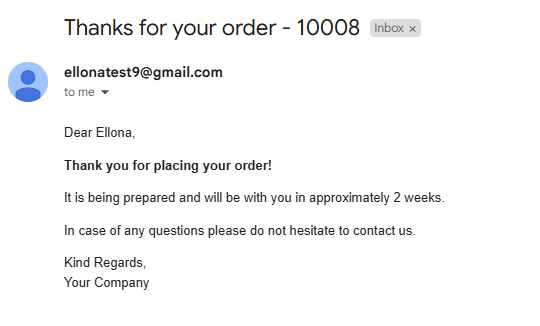 Thanks for your order - 10008 Inbox ×
ellonatest9@gmail.com
to me
Dear Ellona,
Thank you for placing your order!
It is being prepared and will be with you in approximately 2 weeks.
In case of any questions please do not hesitate to contact us.
Kind Regards,
Your Company